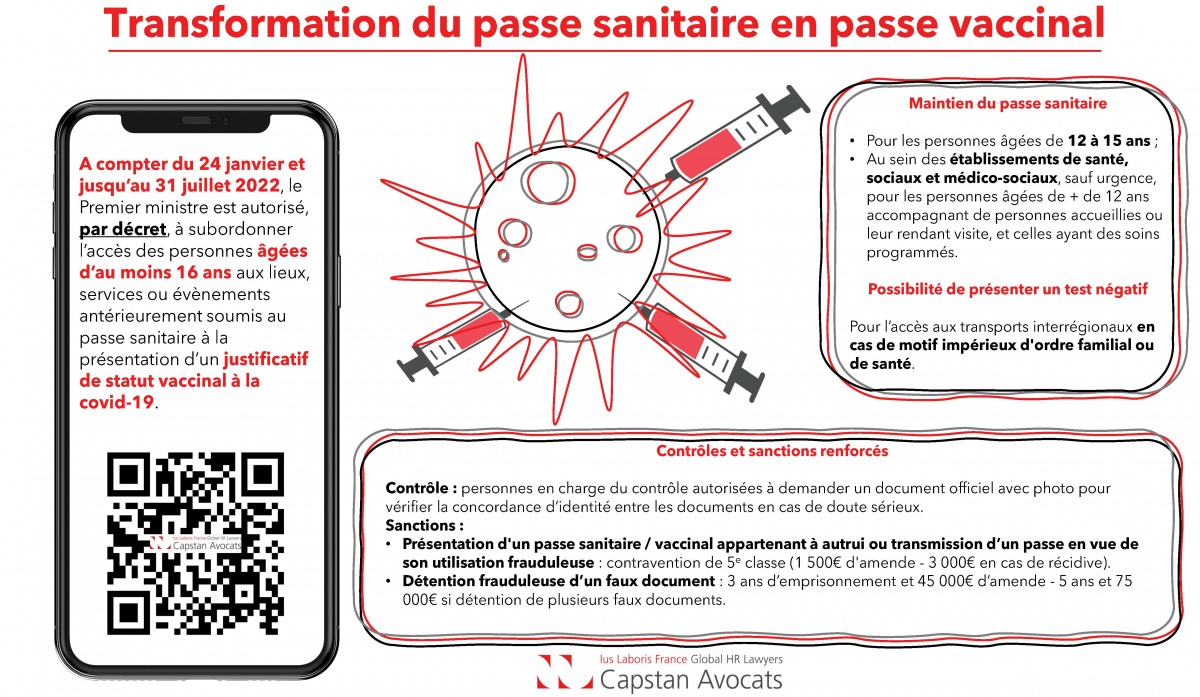 Transformation du passe sanitaire en passe vaccinal
A compter du 24 janvier et
jusqu'au 31 juillet 2022, le
Premier ministre est autorisé,
par décret, à subordonner
l'accès des personnes âgées
d'au moins 16 ans aux lieux,
services ou évènements
antérieurement soumis au
passe sanitaire à la
présentation d'un justificatif
de statut vaccinal à la
covid-19.
Ius Laboris France Global HR Lawyers
Capstan Avocats
Maintien du passe sanitaire
• Pour les personnes âgées de 12 à 15 ans ;
• Au sein des établissements de santé,
sociaux et médico-sociaux, sauf urgence,
pour les personnes âgées de + de 12 ans
accompagnant de personnes accueillies ou
leur rendant visite, et celles ayant des soins
programmés.
Possibilité de présenter un test négatif
Pour l'accès aux transports interrégionaux en
cas de motif impérieux d'ordre familial ou
de santé.
Contrôles et sanctions renforcés
Contrôle : personnes en charge du contrôle autorisées à demander un document officiel avec photo pour
vérifier la concordance d'identité entre les documents en cas de doute sérieux.
Sanctions :
• Présentation d'un passe sanitaire / vaccinal appartenant à autrui ou transmission d'un passe en vue de
son utilisation frauduleuse : contravention de 5e classe (1 500€ d'amende - 3 000€ en cas de récidive).
• Détention frauduleuse d'un faux document : 3 ans d'emprisonnement et 45 000€ d'amende - 5 ans et 75
000€ si détention de plusieurs faux documents.
Ius Laboris France Global HR Lawyers
Capstan Avocats